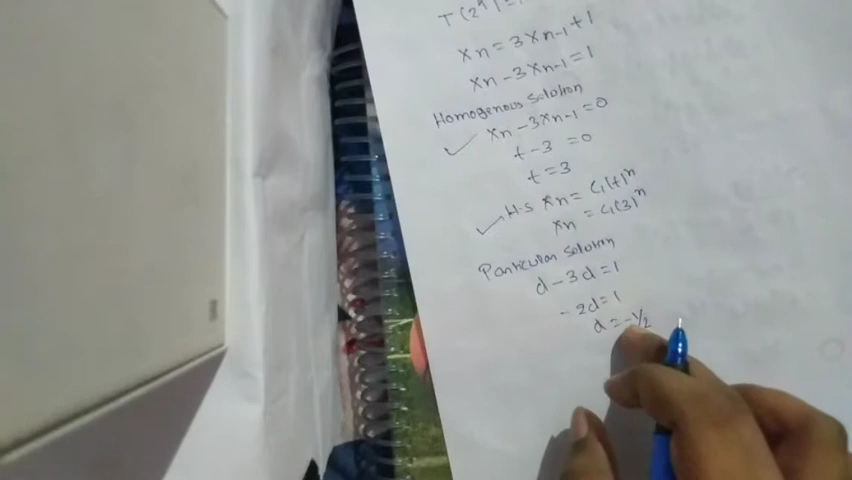 T(2ⁿ) =
xn = 3xn-1+1
xn - 3xn-1 = 1
Homogenous Solution
xn - 3xn-1 = 0
t - 3 = 0
t = 3
H.S xn = C₁(t)ⁿ
xn = C₁(3)ⁿ
Particular Solution
d - 3d = 1
- 2d = 1
d = -1/2